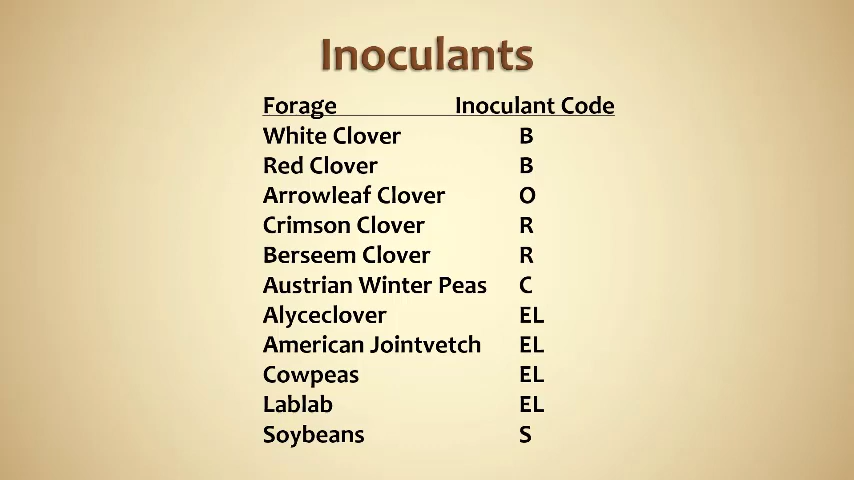 Inoculants
Forage Inoculant Code
White Clover B
Red Clover B
Arrowleaf Clover O
Crimson Clover R
Berseem Clover R
Austrian Winter Peas C
Alyceclover EL
American Jointvetch EL
Cowpeas EL
Lablab EL
Soybeans S